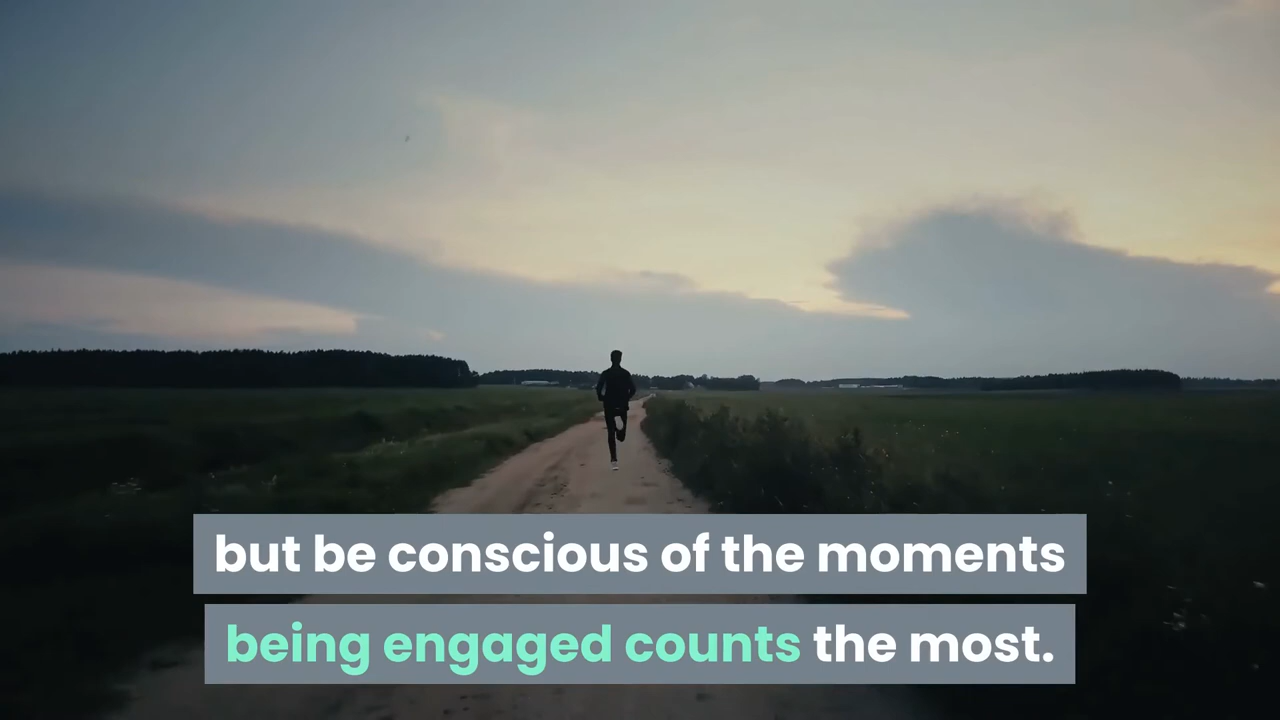 but be conscious of the moments
being engaged counts the most.